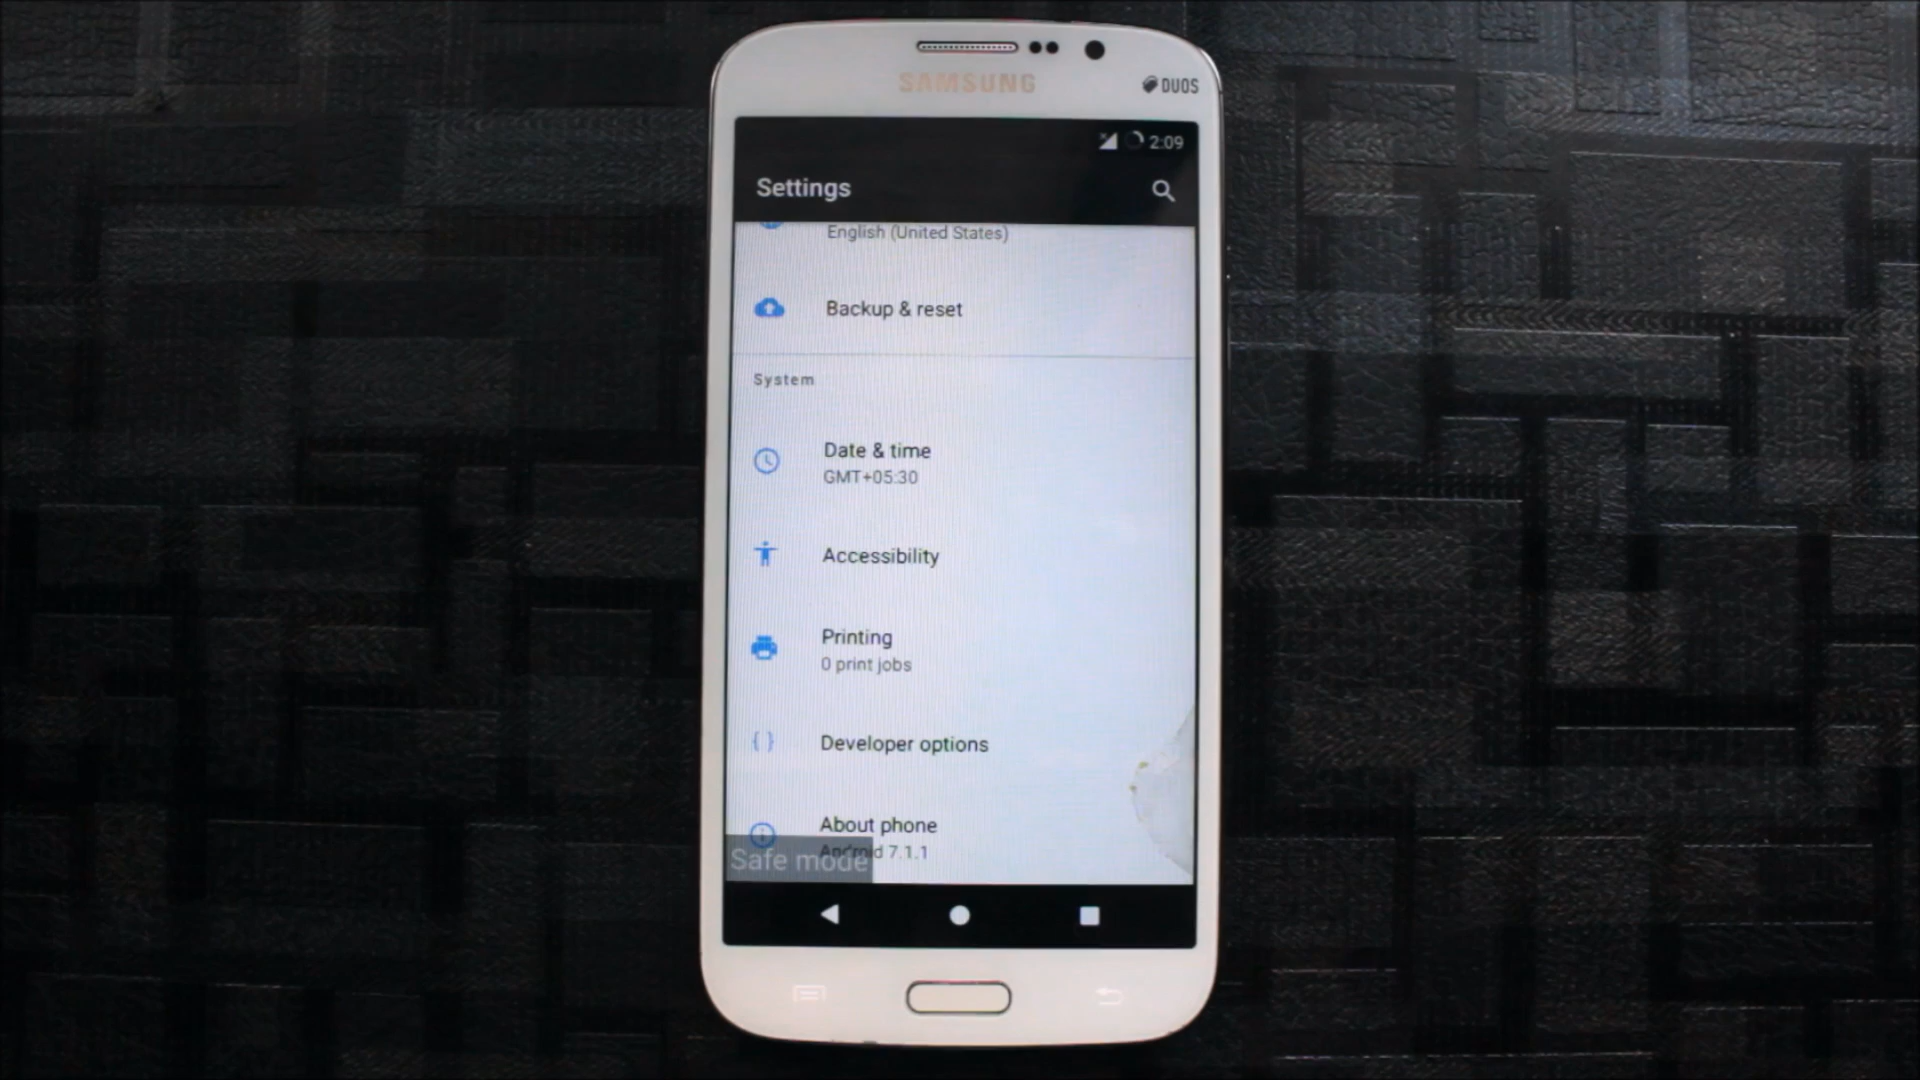 SAMSUNG
DUOS
2:09
Settings
English (United States)
Backup & reset
System
Date & time
GMT+05:30
Accessibility
Printing
0 print jobs
Developer options
About phone
Android 7.1.1
Safe mode